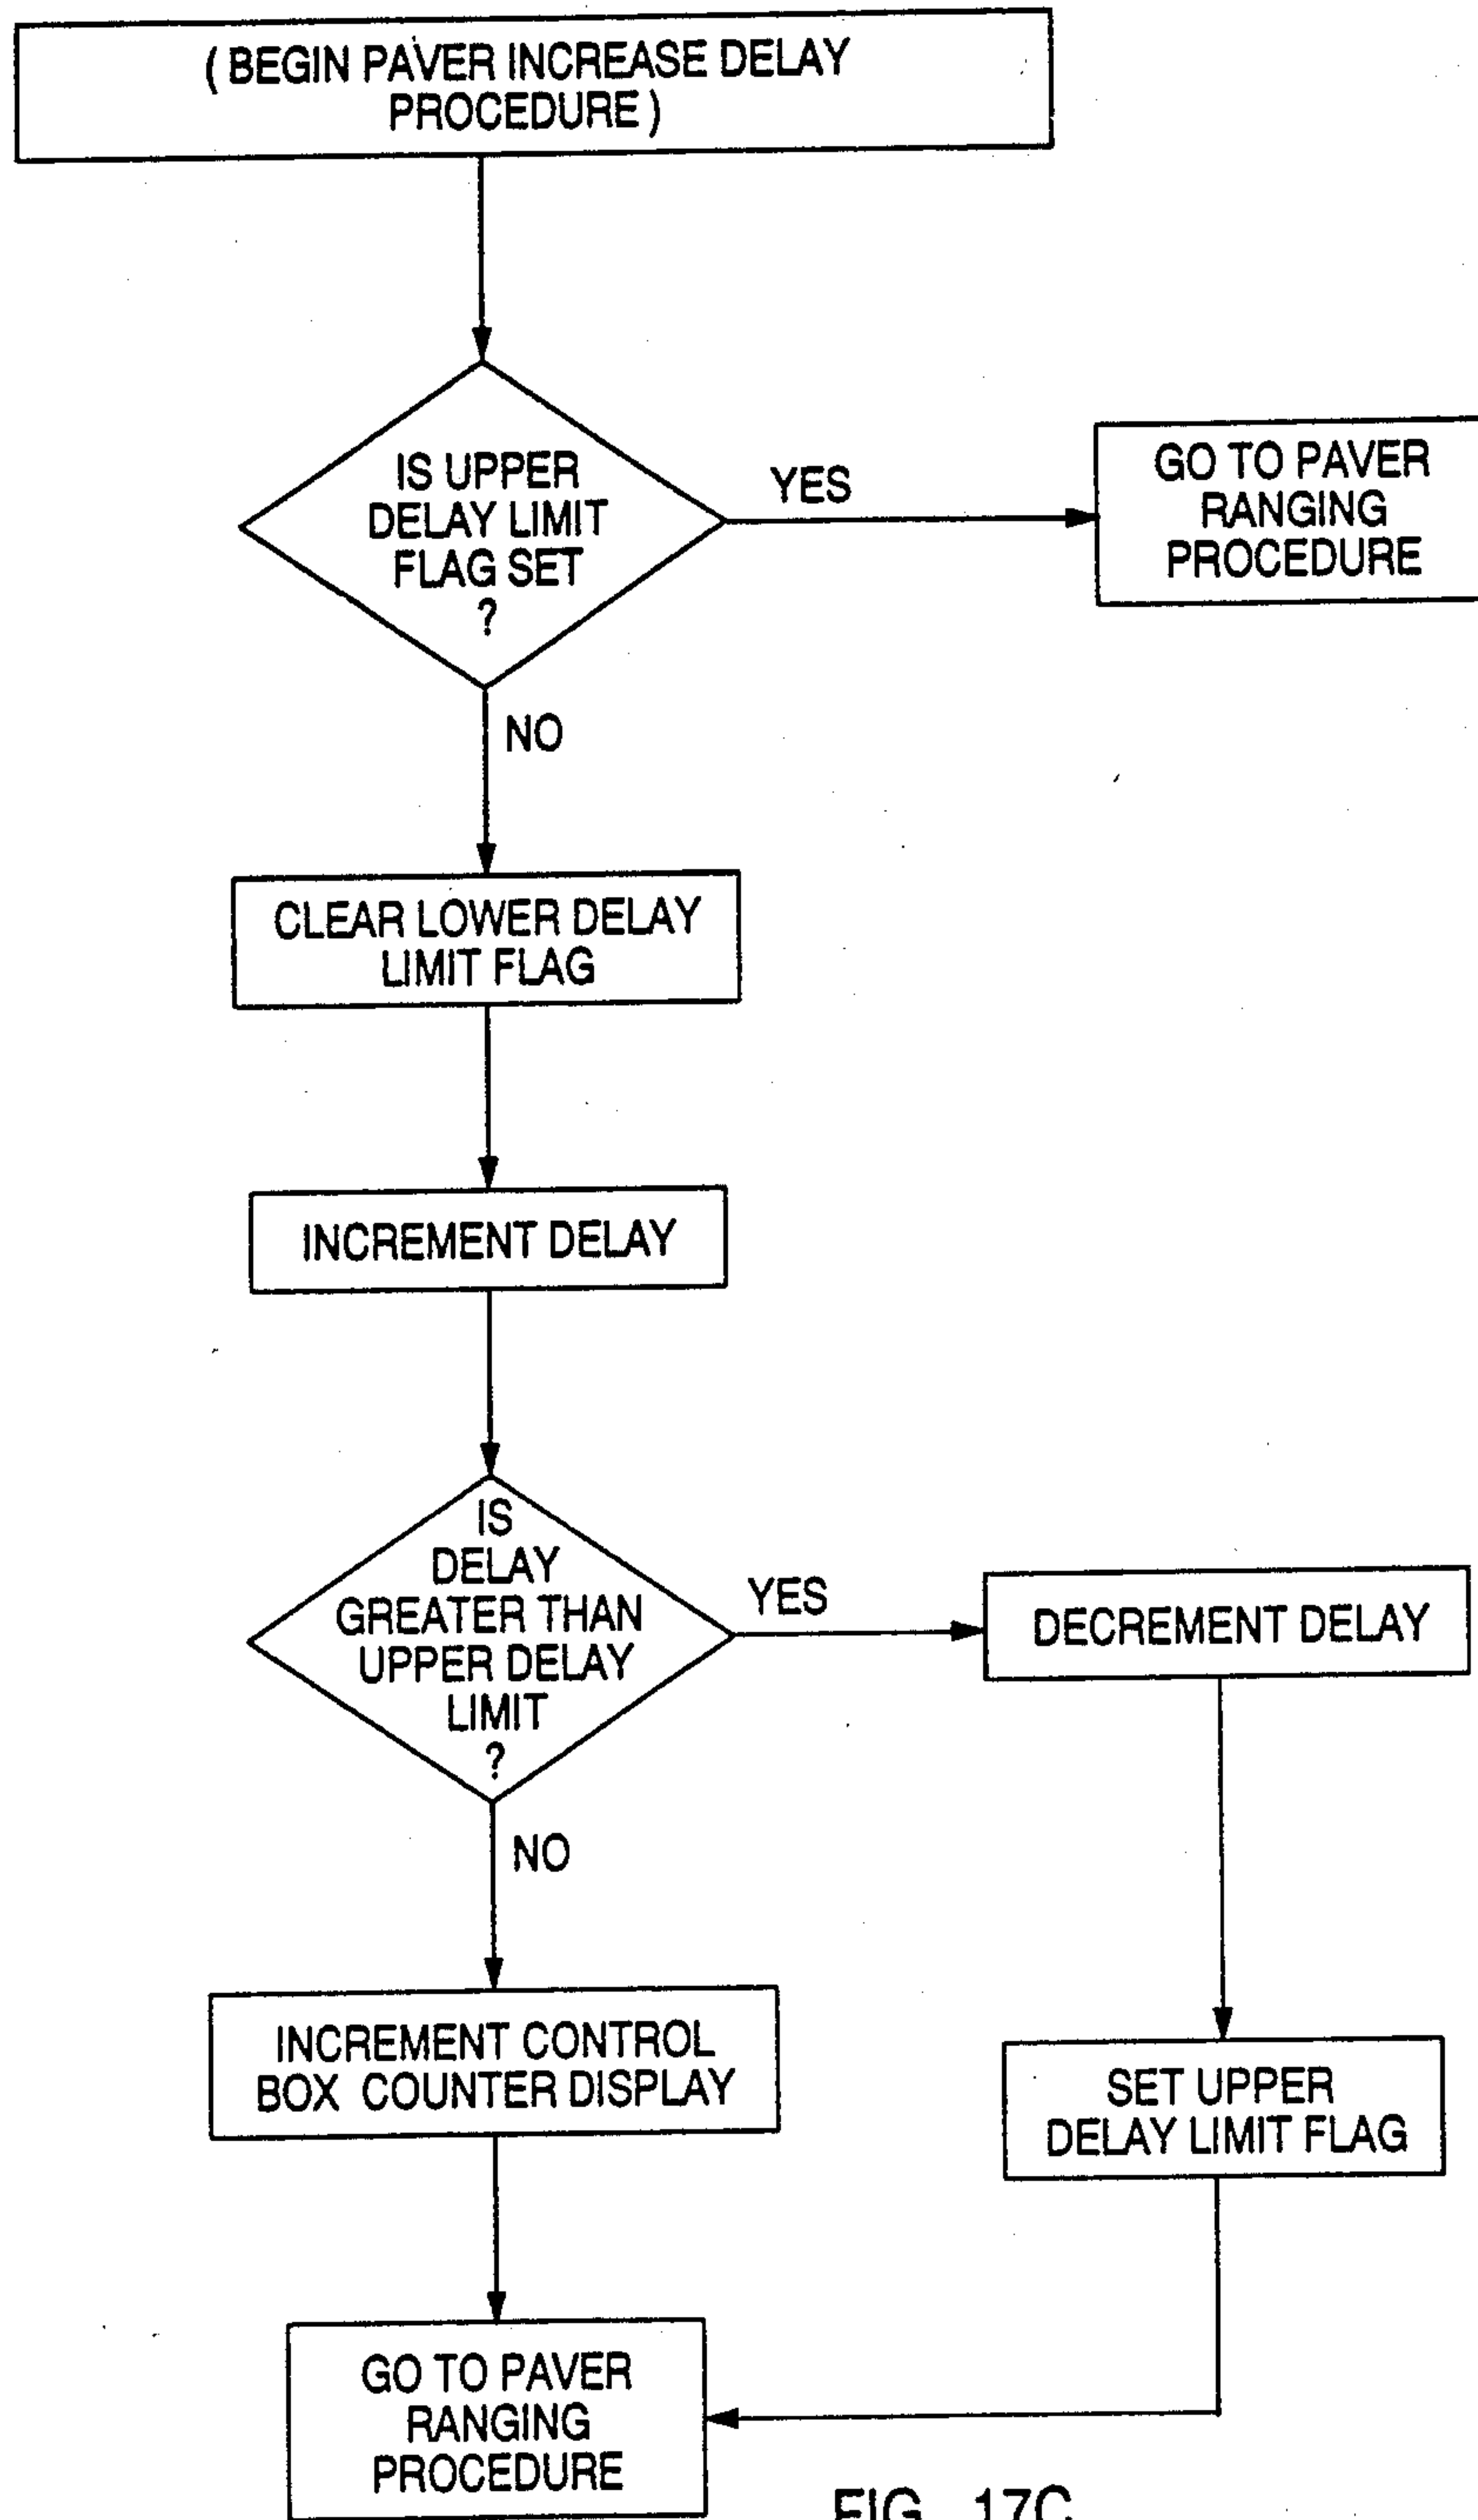 ( BEGIN PAVER INCREASE DELAY
PROCEDURE )
IS UPPER
DELAY LIMIT
FLAG SET
?
YES
GO TO PAVER
RANGING
PROCEDURE
NO
CLEAR LOWER DELAY
LIMIT FLAG
INCREMENT DELAY
IS
DELAY
GREATER THAN
UPPER DELAY
LIMIT
?
YES
DECREMENT DELAY
NO
INCREMENT CONTROL
BOX COUNTER DISPLAY
SET UPPER
DELAY LIMIT FLAG
GO TO PAVER
RANGING
PROCEDURE
FIG. 17C